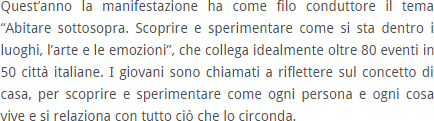 Quest'anno la manifestazione ha come filo conduttore il tema
“Abitare sottosopra. Scoprire e sperimentare come si sta dentro i
luoghi, l'arte e le emozioni”, che collega idealmente oltre 80 eventi in
50 città italiane. I giovani sono chiamati a riflettere sul concetto di
casa, per scoprire e sperimentare come ogni persona e ogni cosa
vive e si relaziona con tutto ciò che lo circonda.